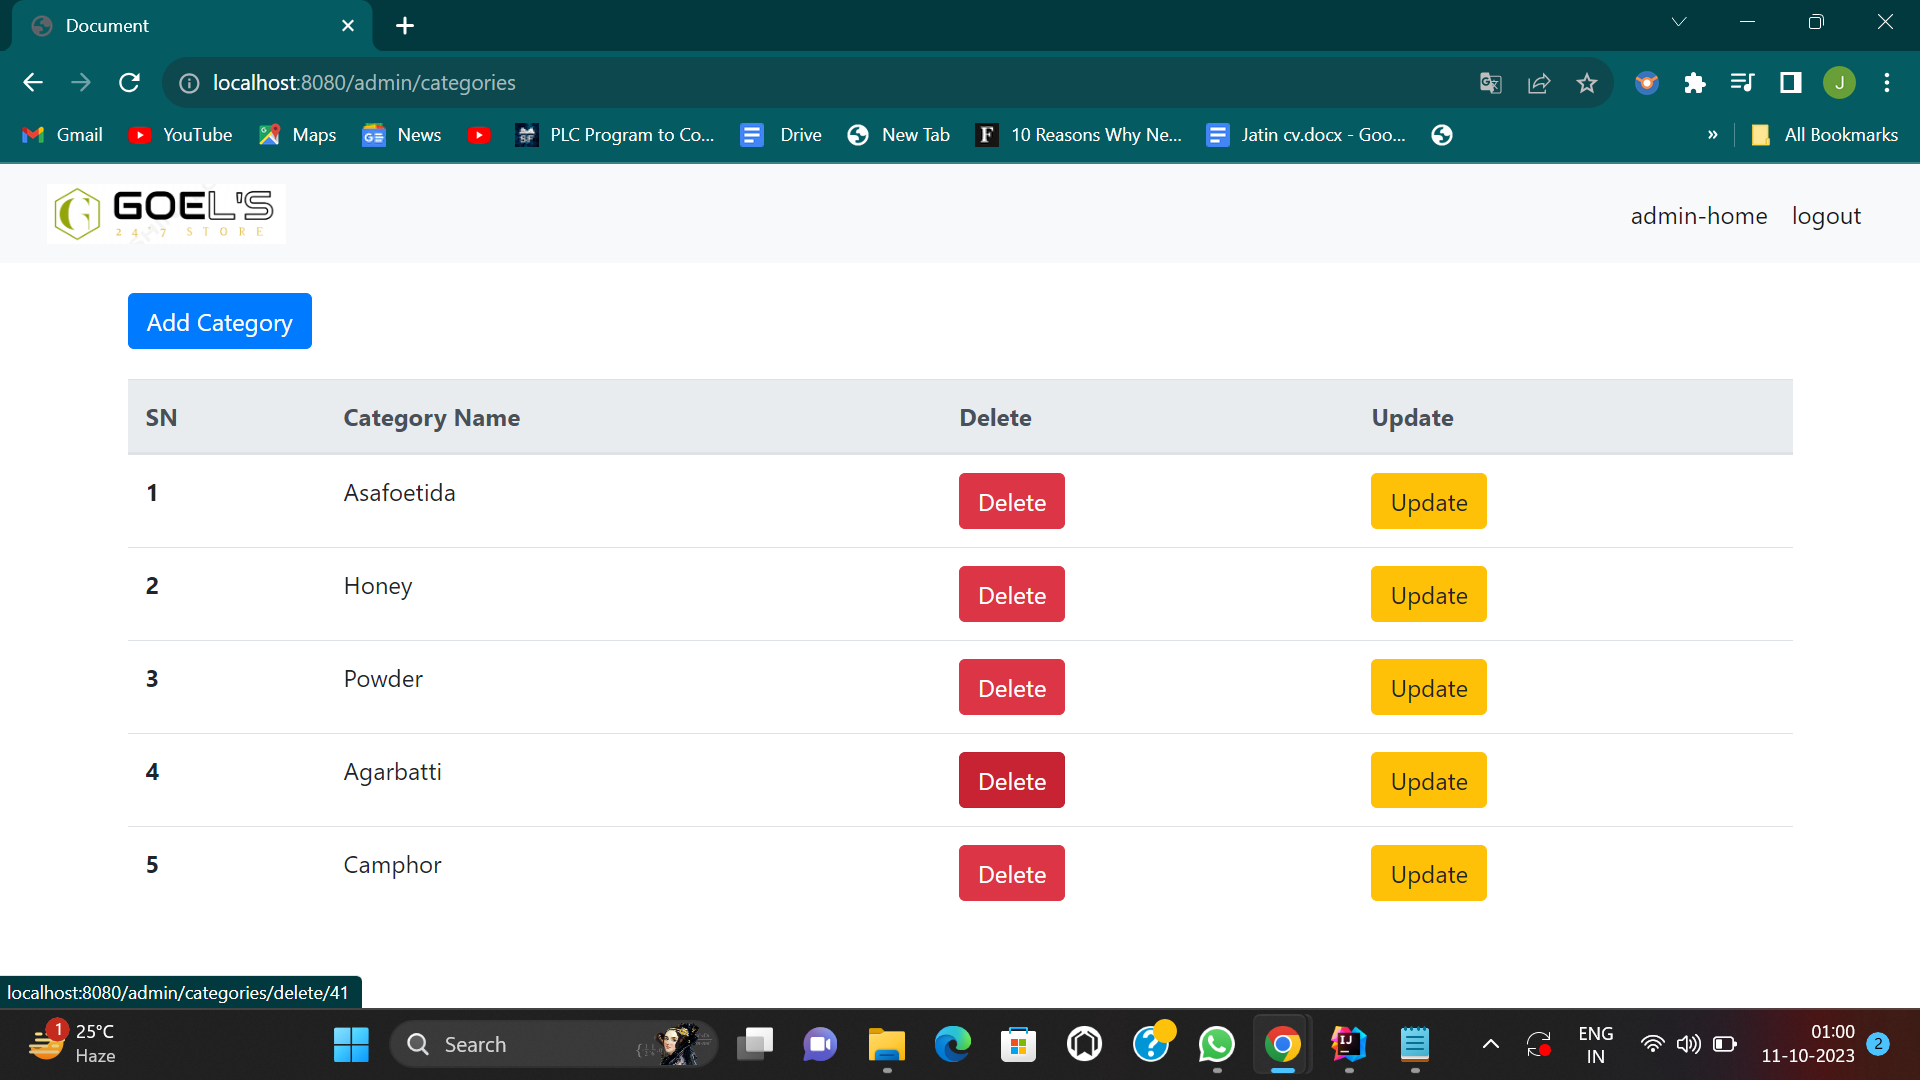 Document
localhost:8080/admin/categories
J
Gmail YouTube Maps News PLC Program to Co... Drive New Tab 10 Reasons Why Ne... Jatin cv.docx - Goo... » All Bookmarks
GOEL'S
24*7 STORE
admin-home logout
Add Category
SN Category Name Delete Update
1 Asafoetida Delete Update
2 Honey Delete Update
3 Powder Delete Update
4 Agarbatti Delete Update
5 Camphor Delete Update
localhost:8080/admin/categories/delete/41
1 25°C
Haze
Search
ENG
IN
01:00
11-10-2023
2